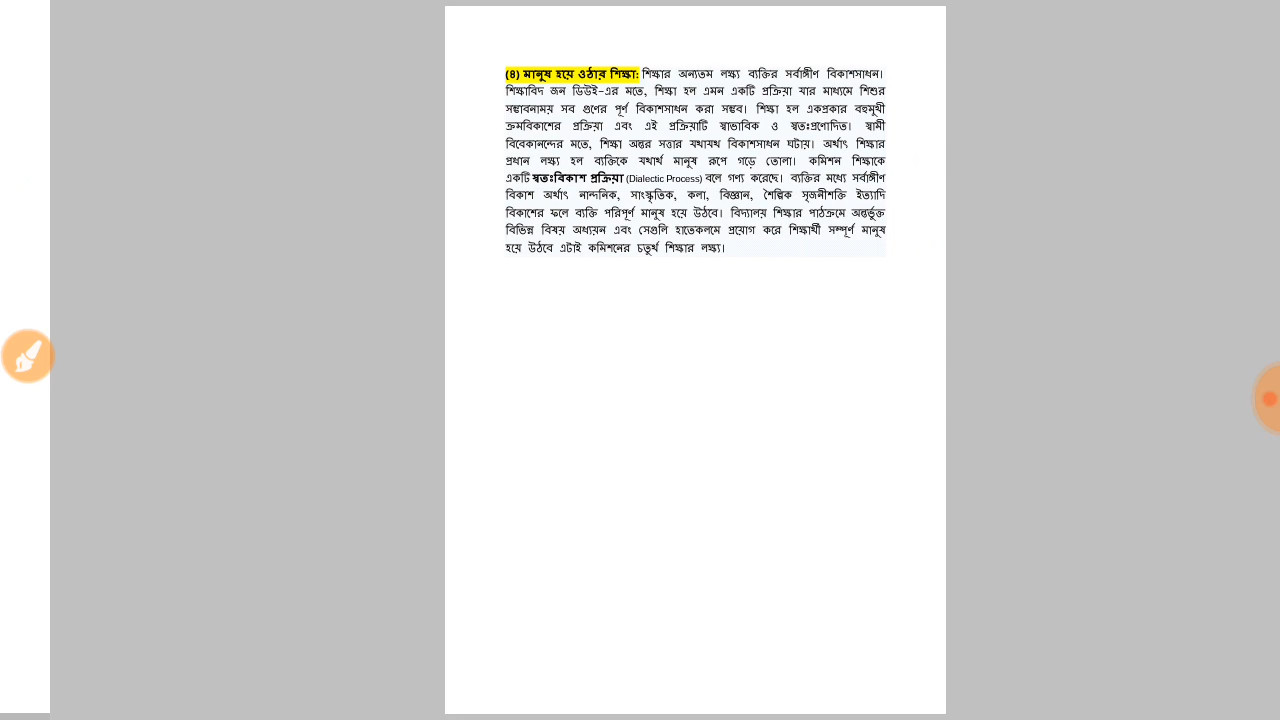 (৪) মানুষ হয়ে ওঠার শিক্ষা: শিক্ষার অন্যতম লক্ষ্য ব্যক্তির সর্বাঙ্গীণ বিকাশসাধন।
শিক্ষাবিদ জন ডিউই-এর মতে, শিক্ষা হল এমন একটি প্রক্রিয়া যার মাধ্যমে শিশুর
সম্ভাবনাময় সব গুণের পূর্ণ বিকাশসাধন করা সম্ভব। শিক্ষা হল একপ্রকার বহুমুখী
ক্রমবিকাশের প্রক্রিয়া এবং এই প্রক্রিয়াটি স্বাভাবিক ও স্বতঃপ্রণোদিত। স্বামী
বিবেকানন্দের মতে, শিক্ষা অন্তর সত্তার যথাযথ বিকাশসাধন ঘটায়। অর্থাৎ শিক্ষার
প্রধান লক্ষ্য হল ব্যক্তিকে যথার্থ মানুষ রূপে গড়ে তোলা। কমিশন শিক্ষাকে
একটি স্বতঃবিকাশ প্রক্রিয়া (Dialectic Process) বলে গণ্য করেছে। ব্যক্তির মধ্যে সর্বাঙ্গীণ
বিকাশ অর্থাৎ নান্দনিক, সাংস্কৃতিক, কলা, বিজ্ঞান, শৈল্পিক সৃজনীশক্তি ইত্যাদি
বিকাশের ফলে ব্যক্তি পরিপূর্ণ মানুষ হয়ে উঠবে। বিদ্যালয় শিক্ষার পাঠক্রমে অন্তর্ভুক্ত
বিভিন্ন বিষয় অধ্যয়ন এবং সেগুলি হাতেকলমে প্রয়োগ করে শিক্ষার্থী সম্পূর্ণ মানুষ
হয়ে উঠবে এটাই কমিশনের চতুর্থ শিক্ষার লক্ষ্য।